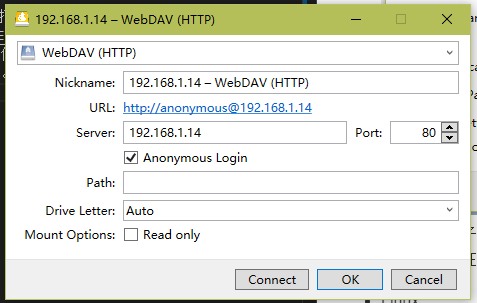 192.168.1.14 – WebDAV (HTTP)
WebDAV (HTTP)
Nickname: 192.168.1.14 – WebDAV (HTTP)
URL: http://anonymous@192.168.1.14
Server: 192.168.1.14 Port: 80
Anonymous Login
Path:
Drive Letter: Auto
Mount Options: Read only
Connect OK Cancel